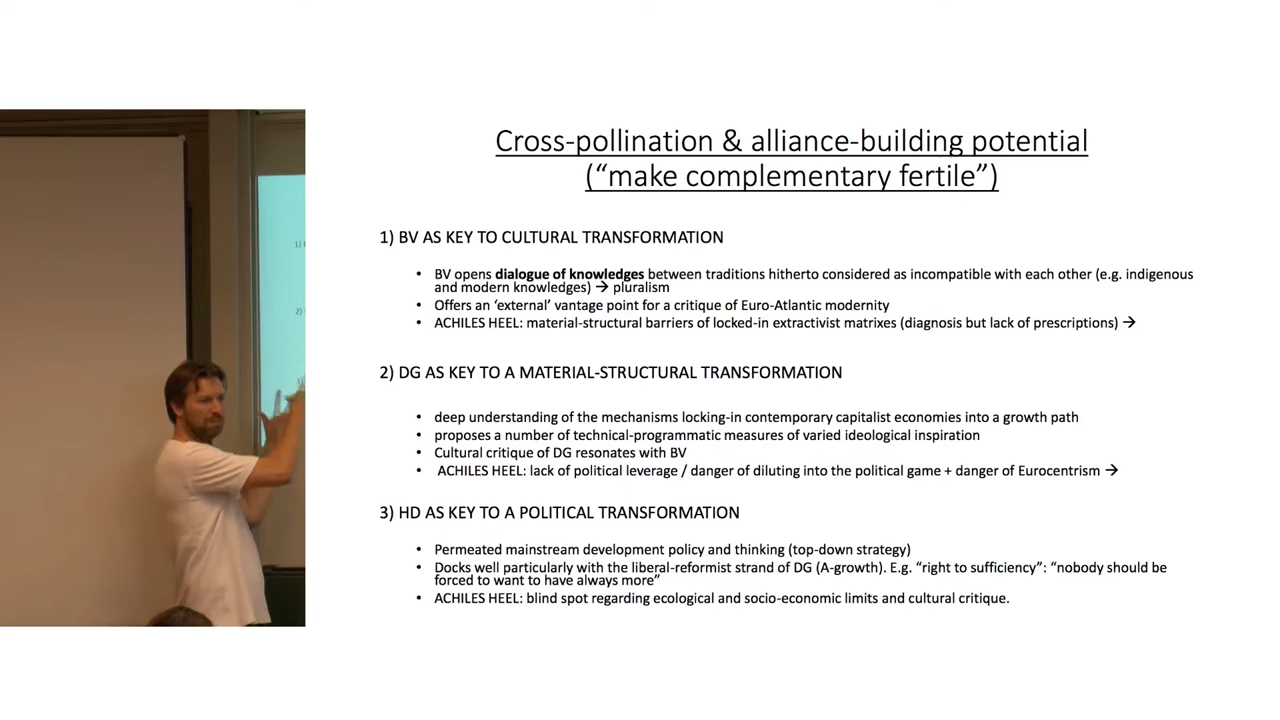 Cross-pollination & alliance-building potential
(“make complementary fertile”)
1) BV AS KEY TO CULTURAL TRANSFORMATION
• BV opens dialogue of knowledges between traditions hitherto considered as incompatible with each other (e.g. indigenous
and modern knowledges) → pluralism
• Offers an ‘external’ vantage point for a critique of Euro-Atlantic modernity
• ACHILES HEEL: material-structural barriers of locked-in extractivist matrixes (diagnosis but lack of prescriptions) →
2) DG AS KEY TO A MATERIAL-STRUCTURAL TRANSFORMATION
• deep understanding of the mechanisms locking-in contemporary capitalist economies into a growth path
• proposes a number of technical-programmatic measures of varied ideological inspiration
• Cultural critique of DG resonates with BV
• ACHILES HEEL: lack of political leverage / danger of diluting into the political game + danger of Eurocentrism →
3) HD AS KEY TO A POLITICAL TRANSFORMATION
• Permeated mainstream development policy and thinking (top-down strategy)
• Docks well particularly with the liberal-reformist strand of DG (A-growth). E.g. “right to sufficiency”: “nobody should be
forced to want to have always more”
• ACHILES HEEL: blind spot regarding ecological and socio-economic limits and cultural critique.
1)
2)